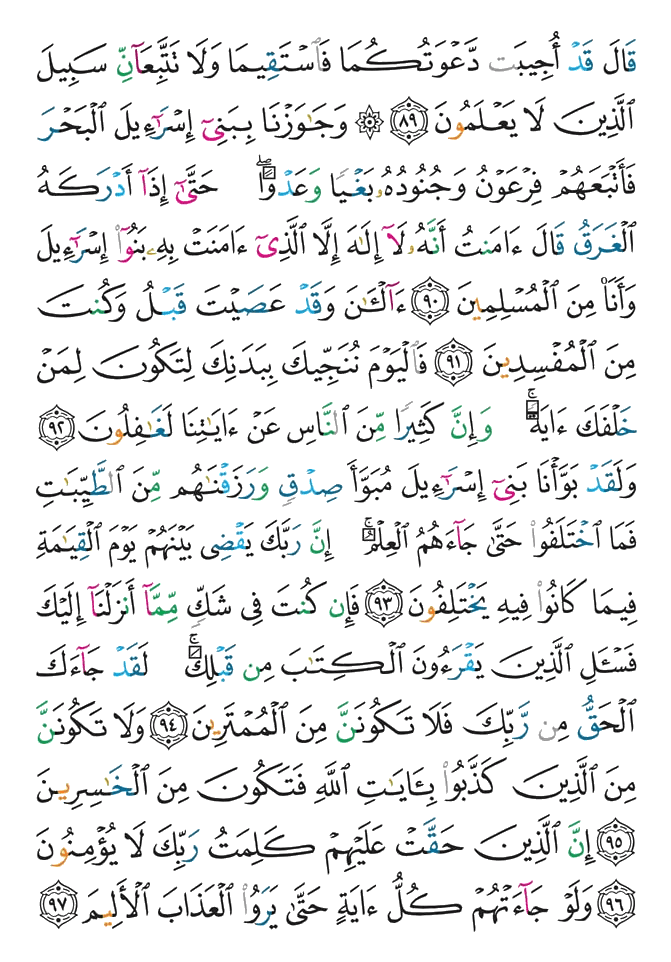 قَالَ قَدْ أُجِيبَت دَّعْوَتُكُمَا فَٱسْتَقِيمَا وَلَا تَتَّبِعَآنِّ سَبِيلَ
ٱلَّذِينَ لَا يَعْلَمُونَ ٨٩ ۞ وَجَٰوَزْنَا بِبَنِىٓ إِسْرَٰٓءِيلَ ٱلْبَحْرَ
فَأَتْبَعَهُمْ فِرْعَوْنُ وَجُنُودُهُۥ بَغْيًا وَعَدْوًا ۖ حَتَّىٰٓ إِذَآ أَدْرَكَهُ
ٱلْغَرَقُ قَالَ ءَامَنتُ أَنَّهُۥ لَآ إِلَٰهَ إِلَّا ٱلَّذِىٓ ءَامَنَتْ بِهِۦ بَنُوٓا۟ إِسْرَٰٓءِيلَ
وَأَنَا۠ مِنَ ٱلْمُسْلِمِينَ ٩٠ ءَآلْـَٰٔنَ وَقَدْ عَصَيْتَ قَبْلُ وَكُنتَ
مِنَ ٱلْمُفْسِدِينَ ٩١ فَٱلْيَوْمَ نُنَجِّيكَ بِبَدَنِكَ لِتَكُونَ لِمَنْ
خَلْفَكَ ءَايَةً ۚ وَإِنَّ كَثِيرًا مِّنَ ٱلنَّاسِ عَنْ ءَايَٰتِنَا لَغَٰفِلُونَ ٩٢
وَلَقَدْ بَوَّأْنَا بَنِىٓ إِسْرَٰٓءِيلَ مُبَوَّأَ صِدْقٍ وَرَزَقْنَٰهُم مِّنَ ٱلطَّيِّبَٰتِ
فَمَا ٱخْتَلَفُوا۟ حَتَّىٰ جَآءَهُمُ ٱلْعِلْمُ ۚ إِنَّ رَبَّكَ يَقْضِى بَيْنَهُمْ يَوْمَ ٱلْقِيَٰمَةِ
فِيمَا كَانُوا۟ فِيهِ يَخْتَلِفُونَ ٩٣ فَإِن كُنتَ فِى شَكٍّ مِّمَّآ أَنزَلْنَآ إِلَيْكَ
فَسْـَٔلِ ٱلَّذِينَ يَقْرَءُونَ ٱلْكِتَٰبَ مِن قَبْلِكَ ۚ لَقَدْ جَآءَكَ
ٱلْحَقُّ مِن رَّبِّكَ فَلَا تَكُونَنَّ مِنَ ٱلْمُمْتَرِينَ ٩٤ وَلَا تَكُونَنَّ
مِنَ ٱلَّذِينَ كَذَّبُوا۟ بِـَٔايَٰتِ ٱللَّهِ فَتَكُونَ مِنَ ٱلْخَٰسِرِينَ
٩٥ إِنَّ ٱلَّذِينَ حَقَّتْ عَلَيْهِمْ كَلِمَتُ رَبِّكَ لَا يُؤْمِنُونَ
٩٦ وَلَوْ جَآءَتْهُمْ كُلُّ ءَايَةٍ حَتَّىٰ يَرَوُا۟ ٱلْعَذَابَ ٱلْأَلِيمَ ٩٧